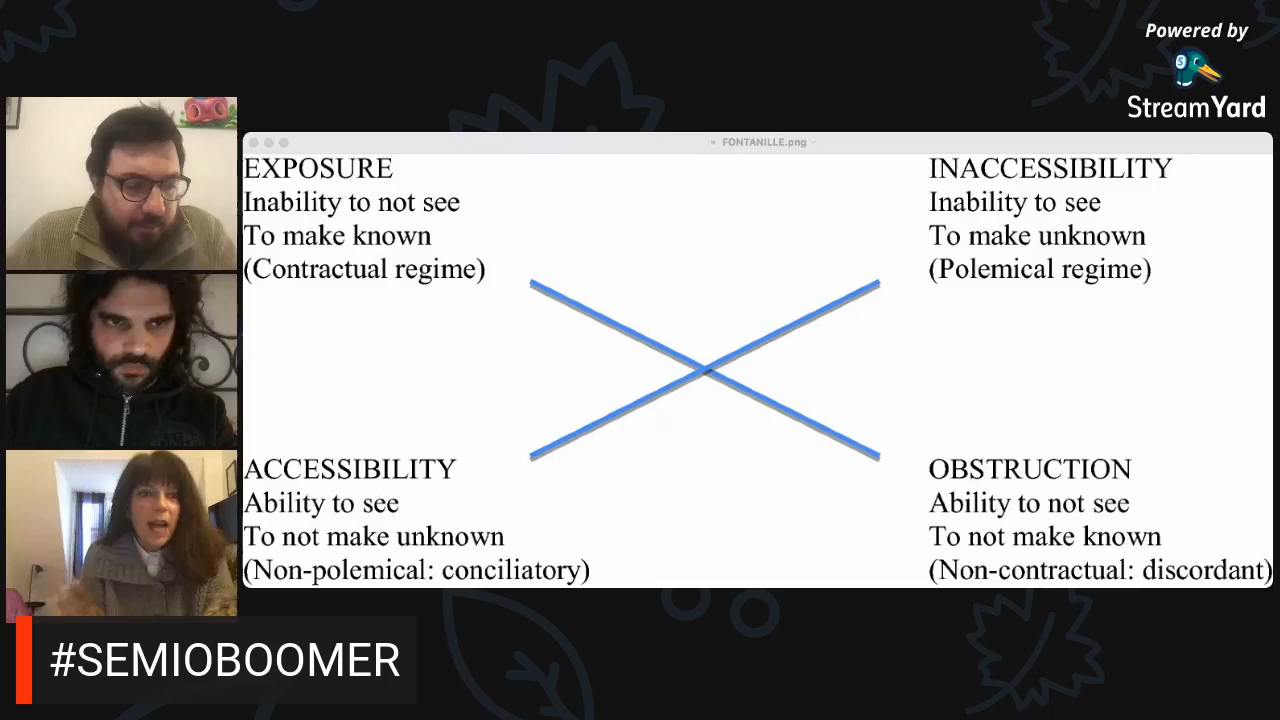 Powered by
StreamYard
FONTANILLE.png
EXPOSURE
Inability to not see
To make known
(Contractual regime)
INACCESSIBILITY
Inability to see
To make unknown
(Polemical regime)
ACCESSIBILITY
Ability to see
To not make unknown
(Non-polemical: conciliatory)
OBSTRUCTION
Ability to not see
To not make known
(Non-contractual: discordant)
#SEMIOBOOMER